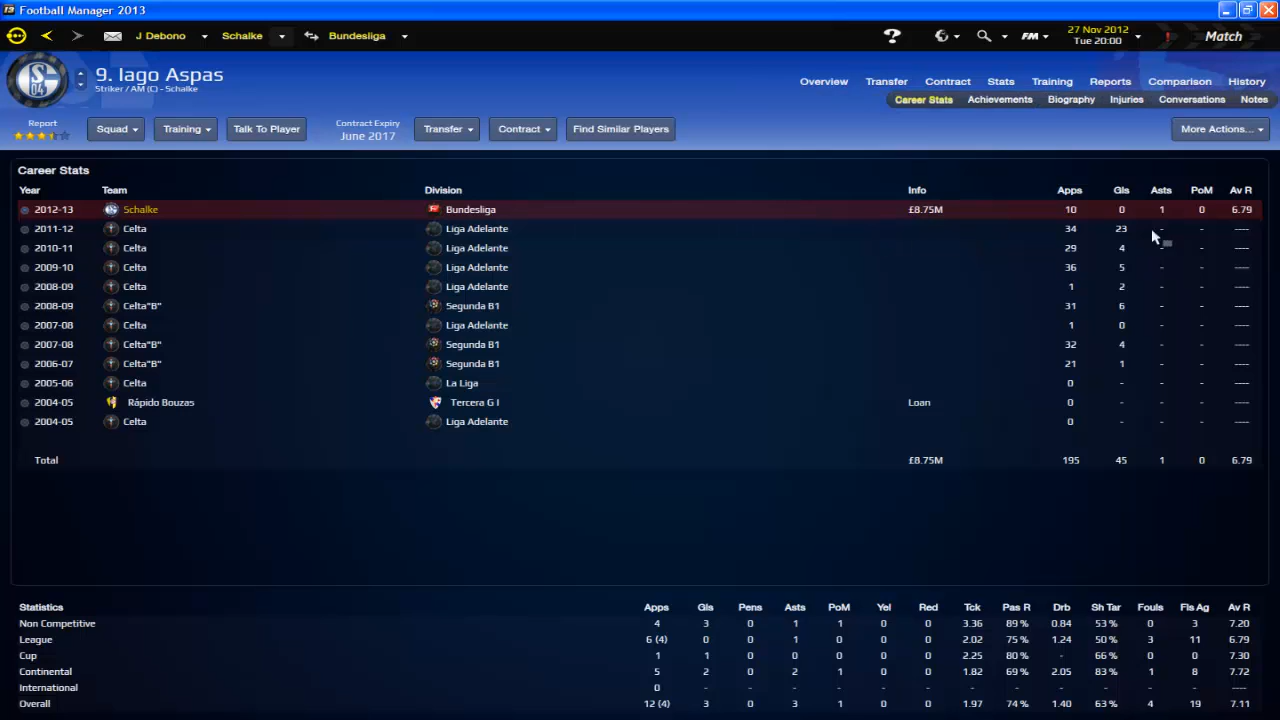 Football Manager 2013
J Debono Schalke Bundesliga FM 27 Nov 2012 Tue 20:00 Match
9. Iago Aspas
Striker / AM (C) - Schalke
Overview Transfer Contract Stats Training Reports Comparison History
Career Stats Achievements Biography Injuries Conversations Notes
Report Squad Training Talk To Player Contract Expiry June 2017 Transfer Contract Find Similar Players More Actions...
Career Stats
Year Team Division Info Apps Gls Asts PoM Av R
2012-13 Schalke Bundesliga £8.75M 10 0 1 0 6.79
2011-12 Celta Liga Adelante 34 23 - - ----
2010-11 Celta Liga Adelante 29 4 - - ----
2009-10 Celta Liga Adelante 36 5 - - ----
2008-09 Celta Liga Adelante 1 2 - - ----
2008-09 Celta"B" Segunda B1 31 6 - - ----
2007-08 Celta Liga Adelante 1 0 - - ----
2007-08 Celta"B" Segunda B1 32 4 - - ----
2006-07 Celta"B" Segunda B1 21 1 - - ----
2005-06 Celta La Liga 0 - - - ----
2004-05 Rápido Bouzas Tercera G I Loan 0 - - - ----
2004-05 Celta Liga Adelante 0 - - - ----
Total £8.75M 195 45 1 0 6.79
Statistics Apps Gls Pens Asts PoM Yel Red Tck Pas R Drb Sh Tar Fouls Fls Ag Av R
Non Competitive 4 3 0 1 1 0 0 3.36 89 % 0.84 53 % 0 3 7.20
League 6 (4) 0 0 1 0 0 0 2.02 75 % 1.24 50 % 3 11 6.79
Cup 1 1 0 0 0 0 0 2.25 80 % - 66 % 0 0 7.30
Continental 5 2 0 2 1 0 0 1.82 69 % 2.05 83 % 1 8 7.72
International 0 - - - - - - - - - - - - ----
Overall 12 (4) 3 0 3 1 0 0 1.97 74 % 1.40 63 % 4 19 7.11